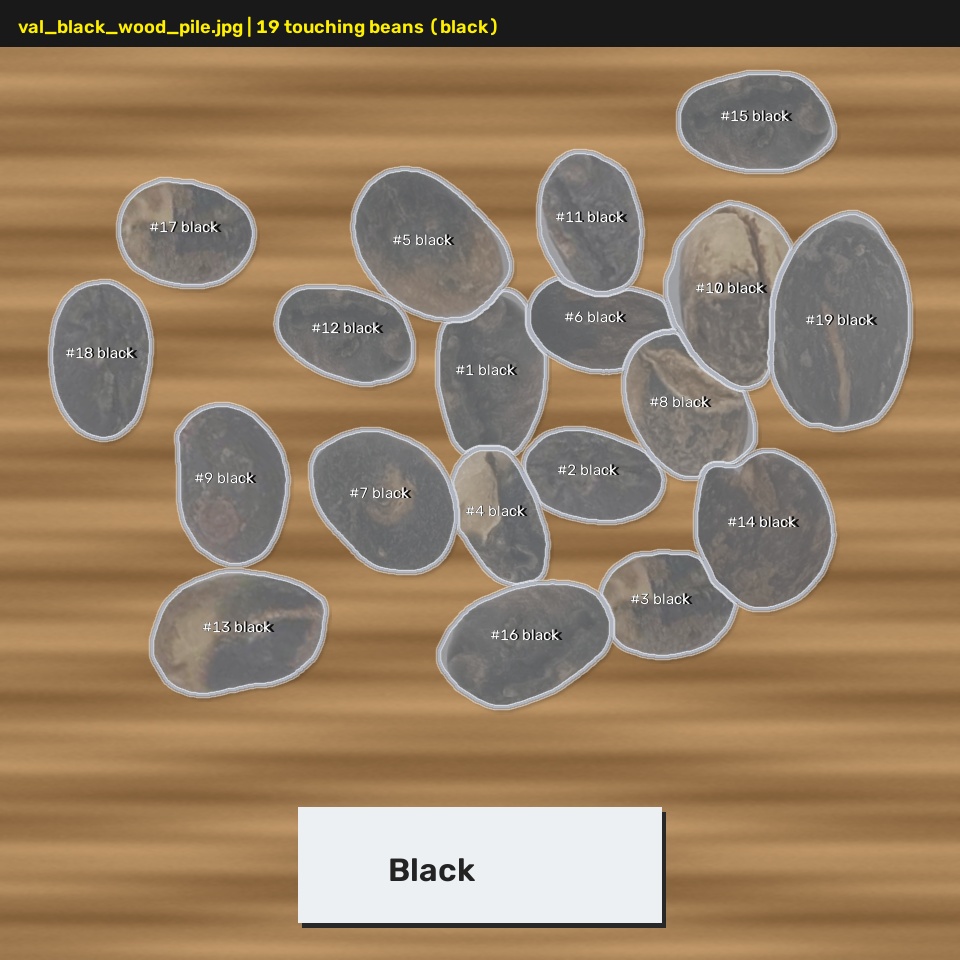 val_black_wood_pile.jpg | 19 touching beans (black)
#15 black
#11 black
#17 black
#5 black
#10 black
#6 black
#19 black
#12 black
#18 black
#1 black
#8 black
#2 black
#9 black
#7 black
#4 black
#14 black
#3 black
#13 black
#16 black
Black